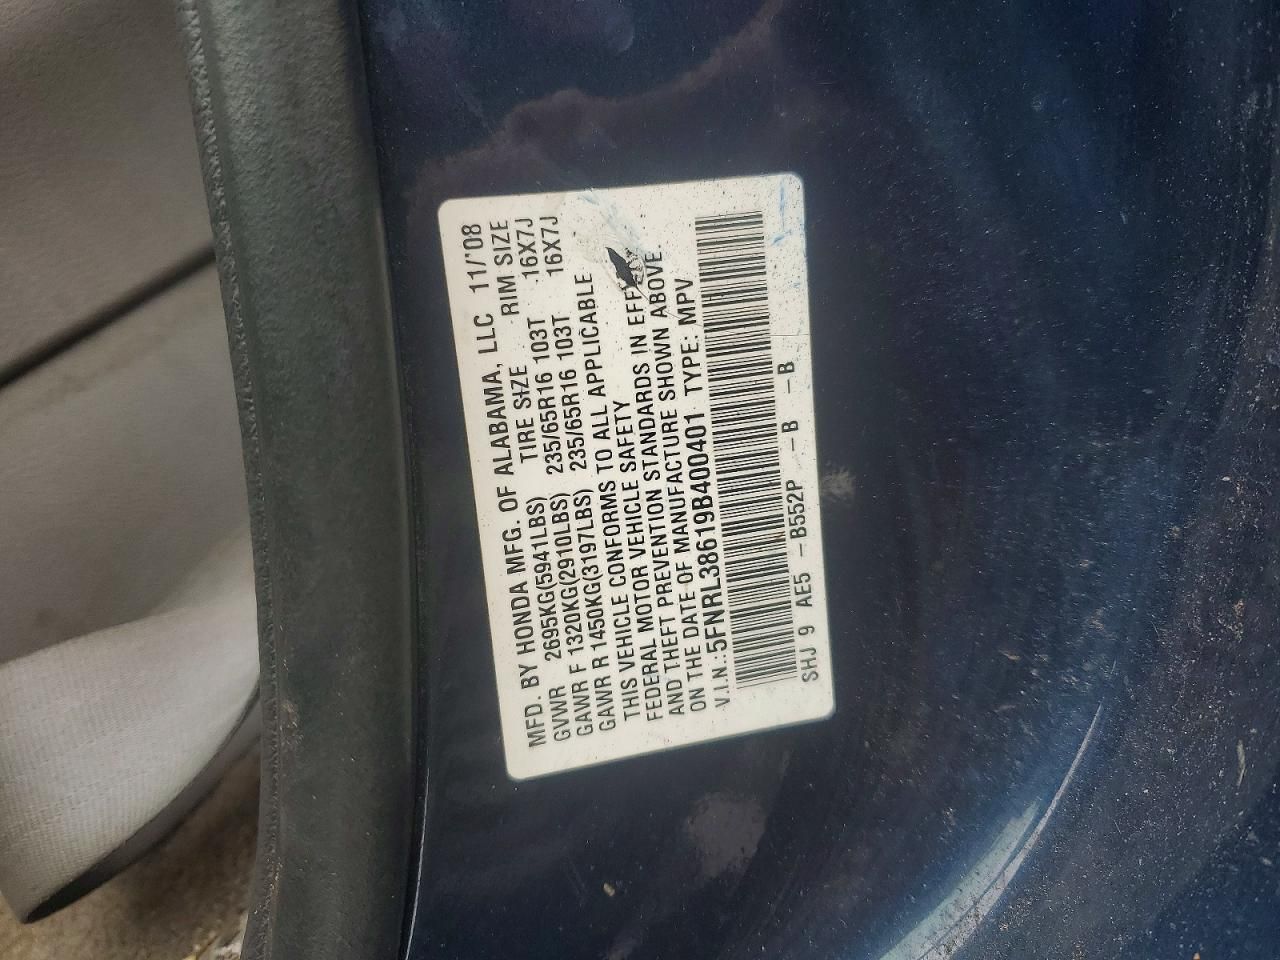 MFD. BY HONDA MFG. OF ALABAMA, LLC 11/'08
TIRE SIZE RIM SIZE
GVWR 2695KG(5941LBS)
GAWR F 1320KG(2910LBS) 235/65R16 103T 16X7J
GAWR R 1450KG(3197LBS) 235/65R16 103T 16X7J
THIS VEHICLE CONFORMS TO ALL APPLICABLE
FEDERAL MOTOR VEHICLE SAFETY
AND THEFT PREVENTION STANDARDS IN
ON THE DATE OF MANUFACTURE SHOWN ABOVE.
V.I.N.:5FNRL38619B400401 TYPE: MPV
SHJ 9 AE5 -B552P -B -B